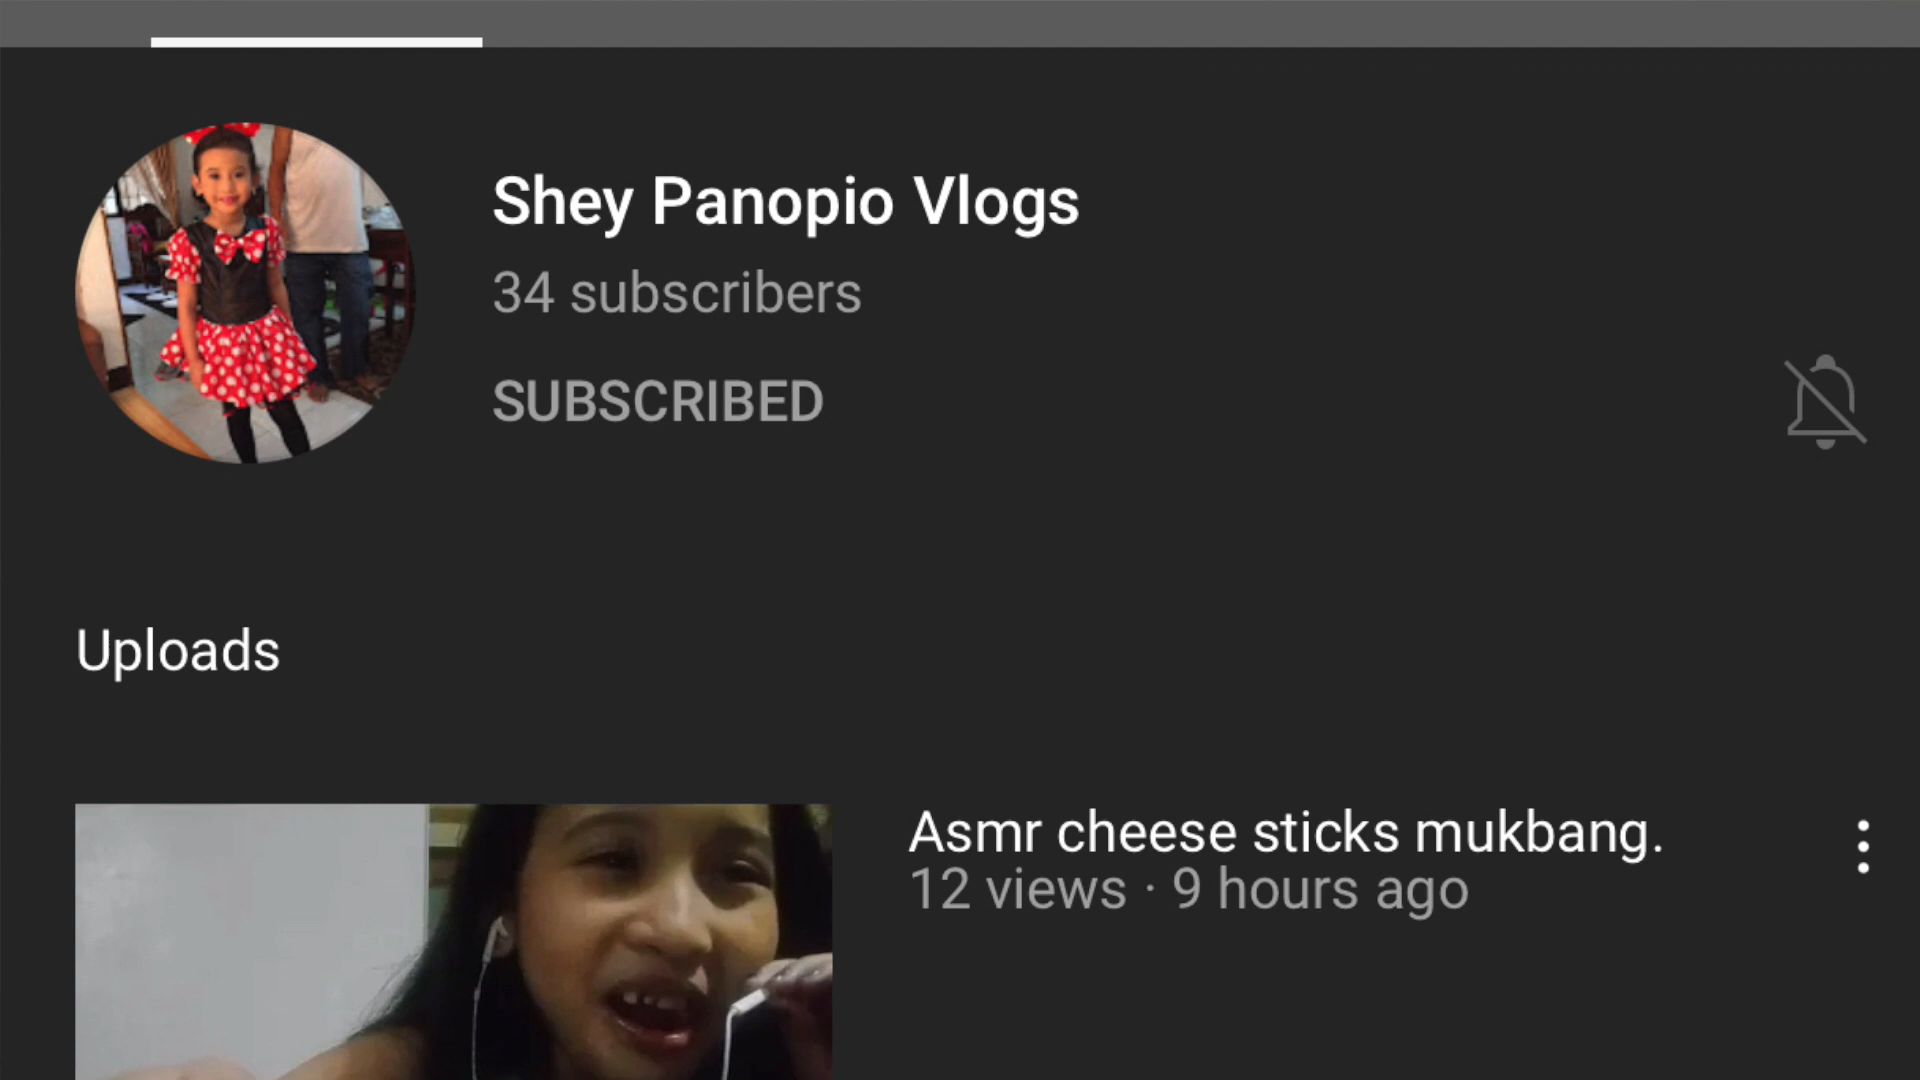 Shey Panopio Vlogs
34 subscribers
SUBSCRIBED
Uploads
Asmr cheese sticks mukbang.
12 views · 9 hours ago